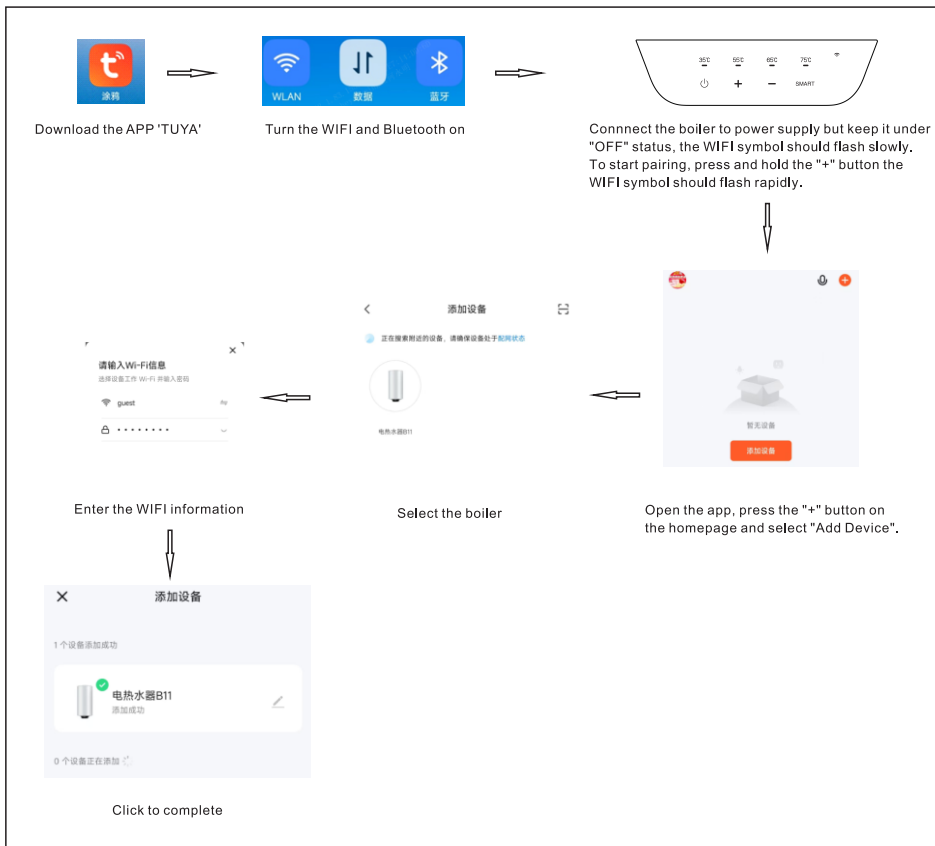 涂鸦
Download the APP 'TUYA'
WLAN
数据
蓝牙
Turn the WIFI and Bluetooth on
35℃ 55℃ 65℃ 75℃
+ − SMART
Connnect the boiler to power supply but keep it under
"OFF" status, the WIFI symbol should flash slowly.
To start pairing, press and hold the "+" button the
WIFI symbol should flash rapidly.
暂无设备
添加设备
Open the app, press the "+" button on
the homepage and select "Add Device".
添加设备
正在搜索附近的设备，请确保设备处于配网状态
电热水器B11
Select the boiler
请输入Wi-Fi信息
选择设备工作 Wi-Fi 并输入密码
guest
Enter the WIFI information
添加设备
1 个设备添加成功
电热水器B11
添加成功
0 个设备正在添加
Click to complete